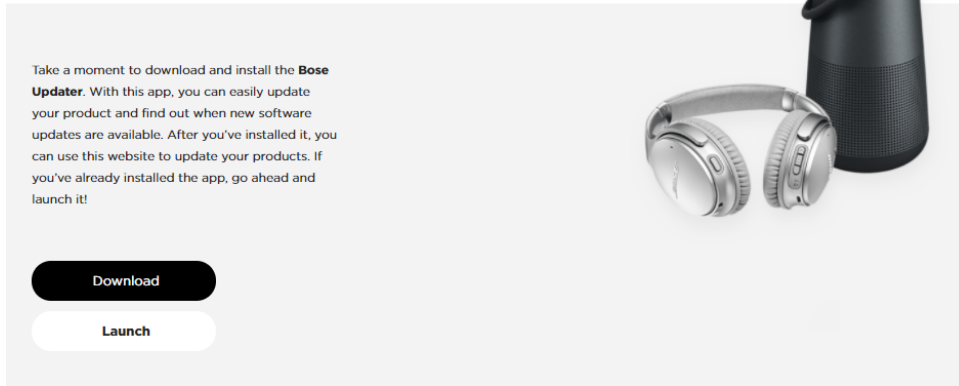 Take a moment to download and install the Bose
Updater. With this app, you can easily update
your product and find out when new software
updates are available. After you've installed it, you
can use this website to update your products. If
you've already installed the app, go ahead and
launch it!
Download
Launch